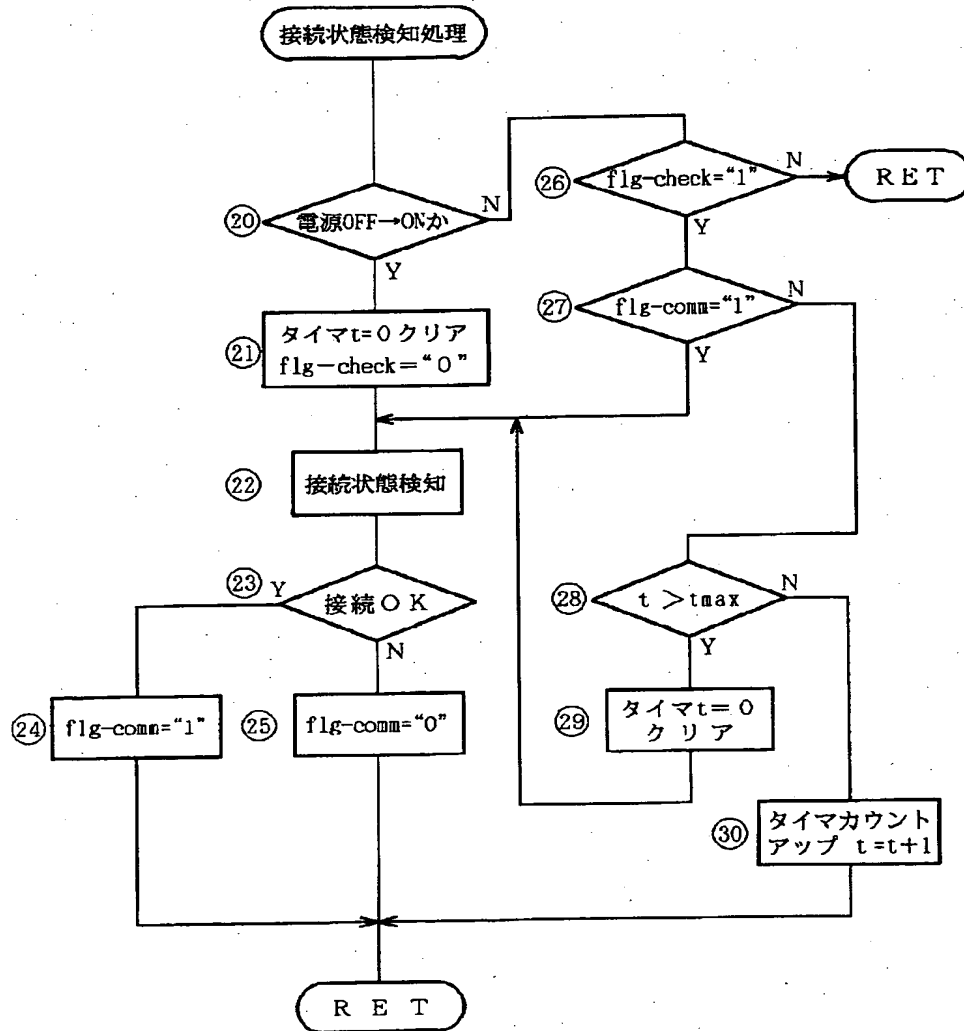 接続状態検知処理
⑳
電源OFF→ONか
N
Y
㉖
flg-check="1"
N
RET
Y
㉗
flg-comm="1"
N
Y
㉑
タイマt=0クリア
flg-check="0"
㉒
接続状態検知
㉓
Y
接続OK
N
㉘
t>tmax
N
Y
㉔
flg-comm="1"
㉕
flg-comm="0"
㉙
タイマt=0
クリア
㉚
タイマカウント
アップ t=t+1
RET